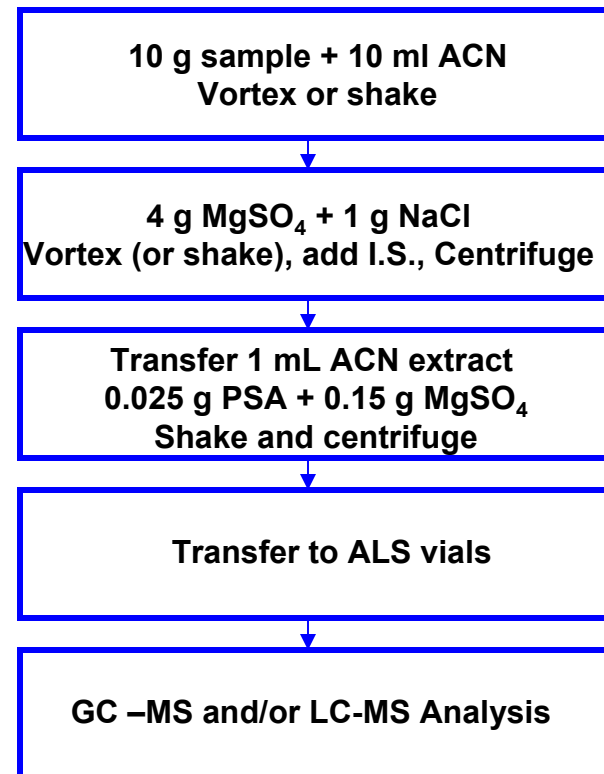 10 g sample + 10 ml ACN
Vortex or shake
4 g MgSO₄ + 1 g NaCl
Vortex (or shake), add I.S., Centrifuge
Transfer 1 mL ACN extract
0.025 g PSA + 0.15 g MgSO₄
Shake and centrifuge
Transfer to ALS vials
GC –MS and/or LC-MS Analysis